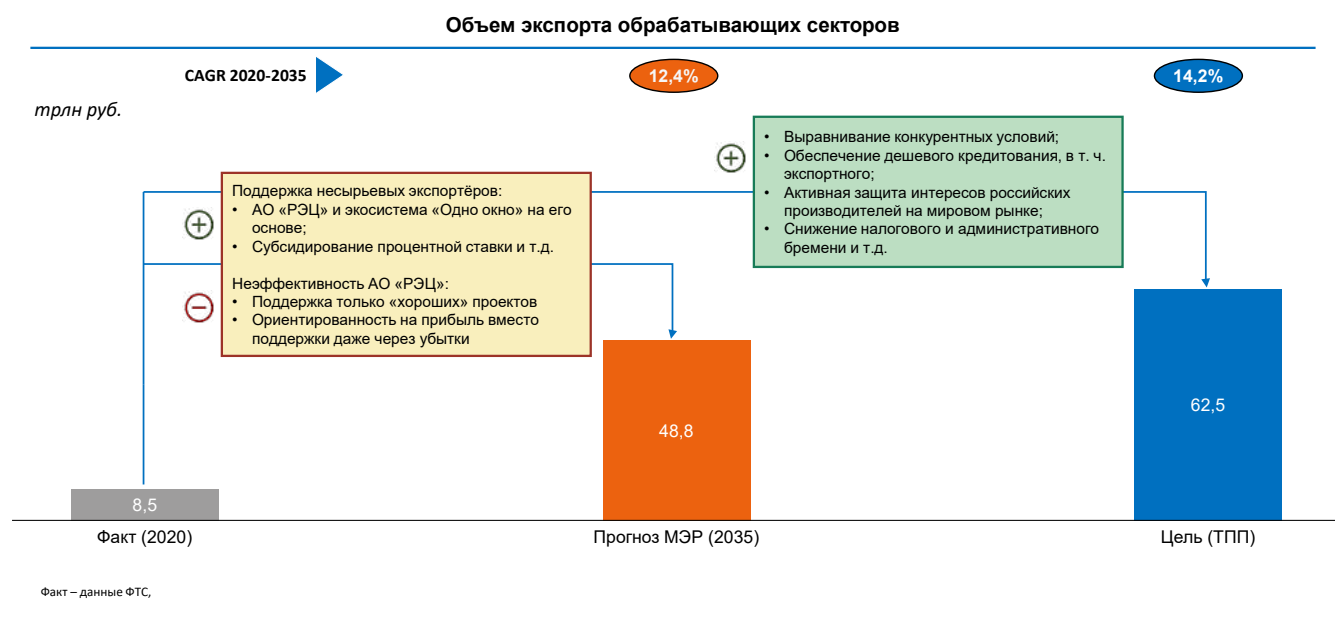 Объем экспорта обрабатывающих секторов
CAGR 2020-2035
12,4%
14,2%
трлн руб.
Поддержка несырьевых экспортёров:
• АО «РЭЦ» и экосистема «Одно окно» на его
основе;
• Субсидирование процентной ставки и т.д.
Неэффективность АО «РЭЦ»:
• Поддержка только «хороших» проектов
• Ориентированность на прибыль вместо
поддержки даже через убытки
• Выравнивание конкурентных условий;
• Обеспечение дешевого кредитования, в т. ч.
экспортного;
• Активная защита интересов российских
производителей на мировом рынке;
• Снижение налогового и административного
бремени и т.д.
8,5
48,8
62,5
Факт (2020)
Прогноз МЭР (2035)
Цель (ТПП)
Факт – данные ФТС,